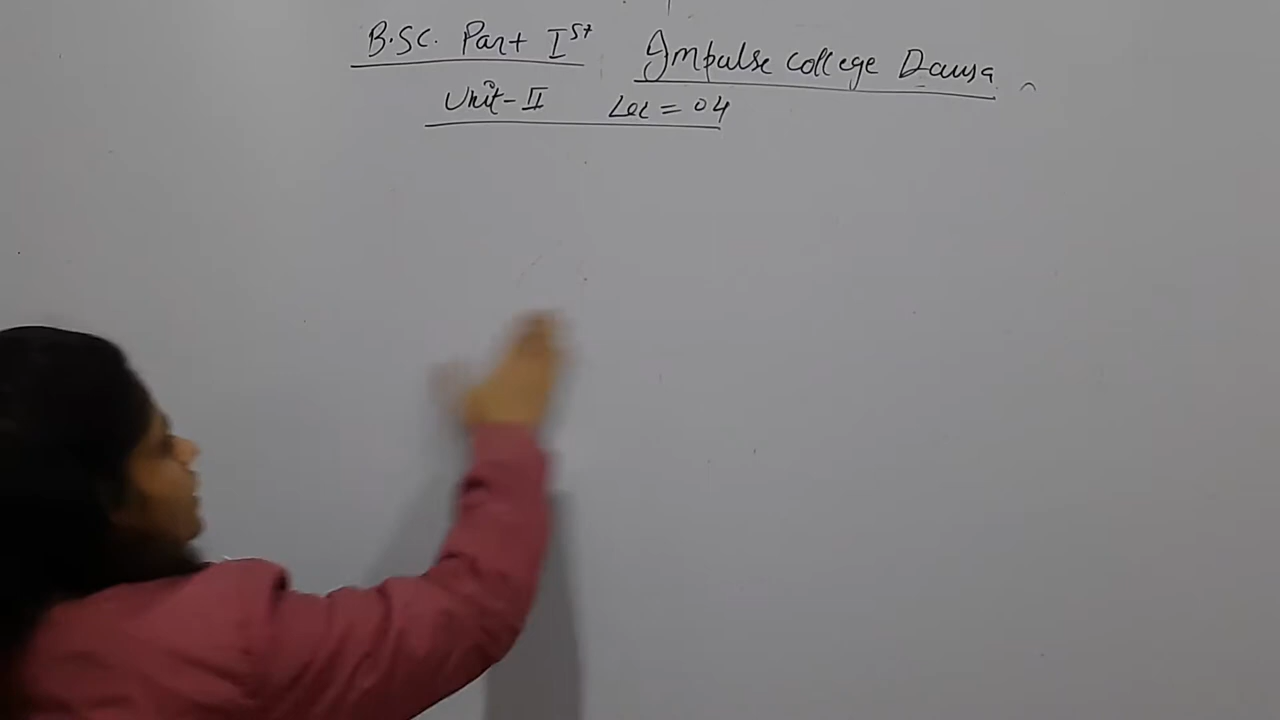 B.SC. Part Ist Impulse college Dausa
Unit-II Lec = 04